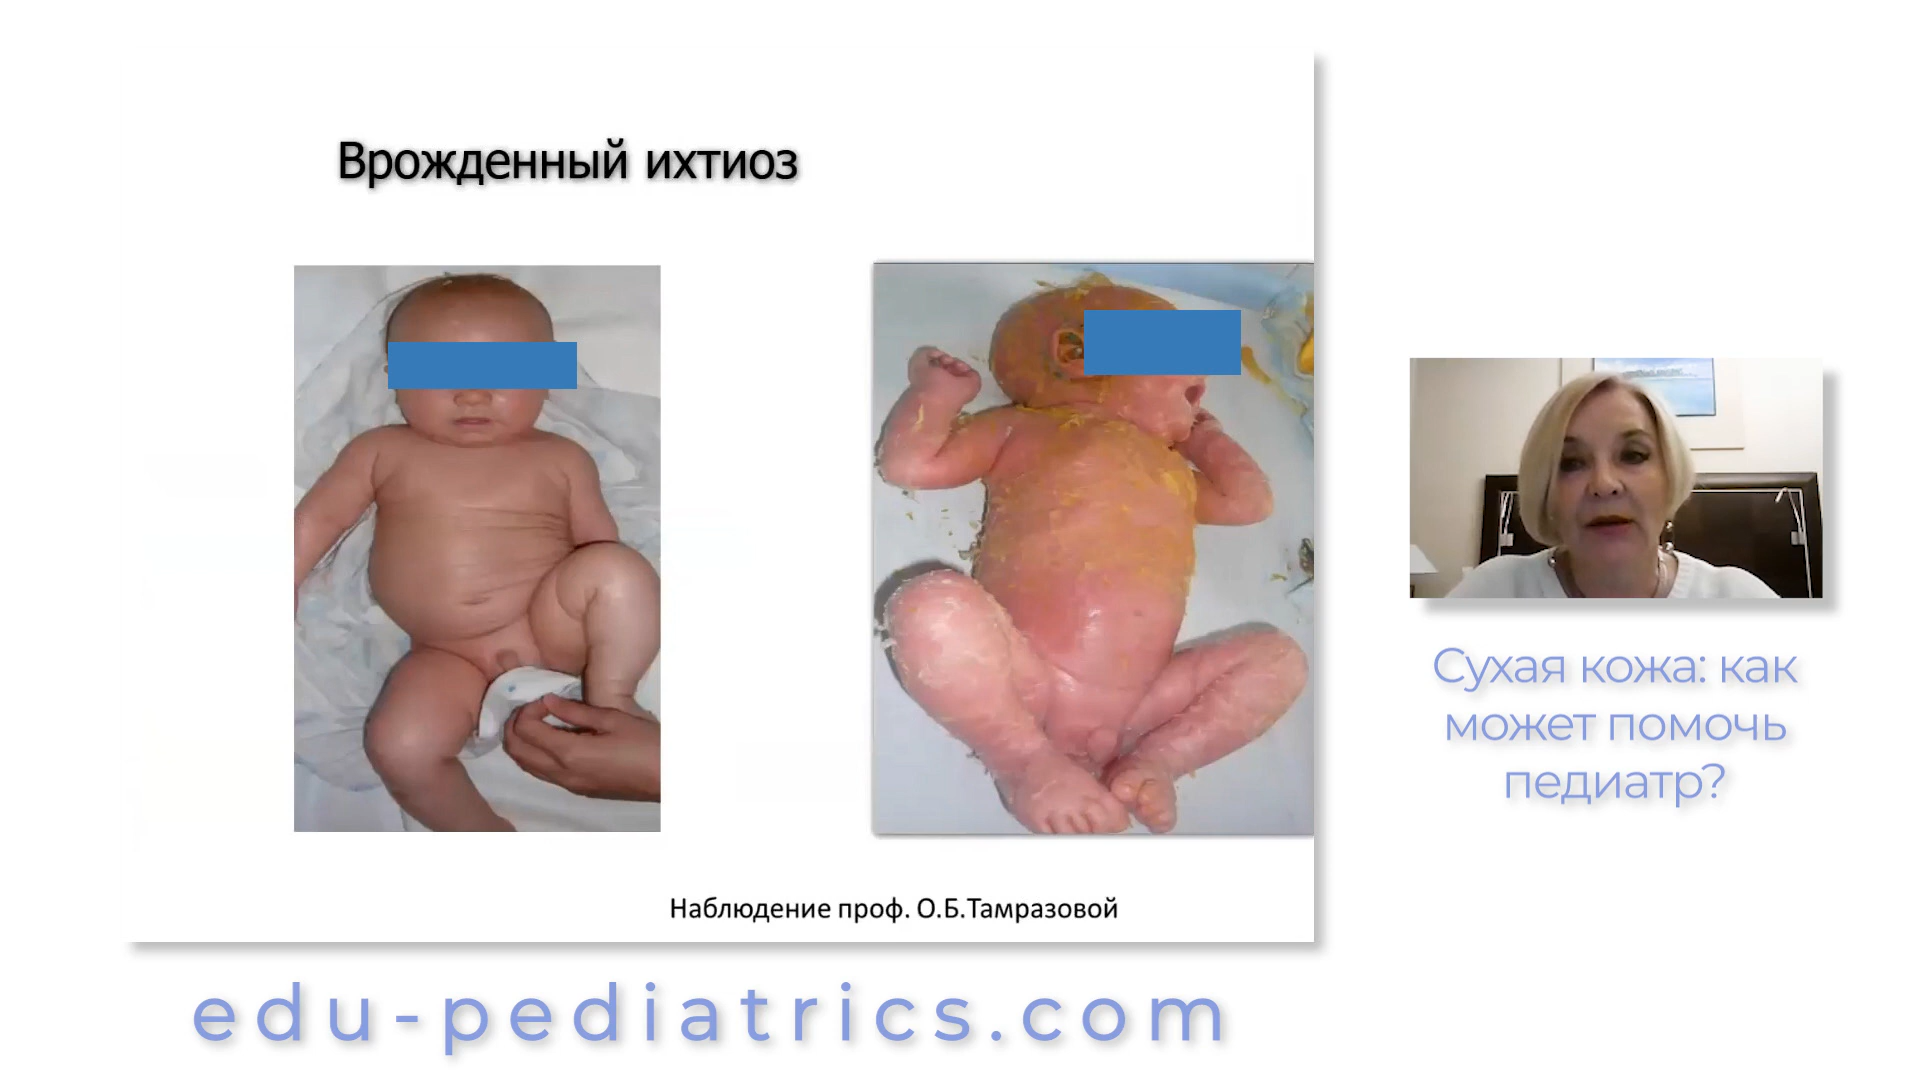 Врожденный ихтиоз
Наблюдение проф. О.Б.Тамразовой
Сухая кожа: как
может помочь
педиатр?
edu-pediatrics.com